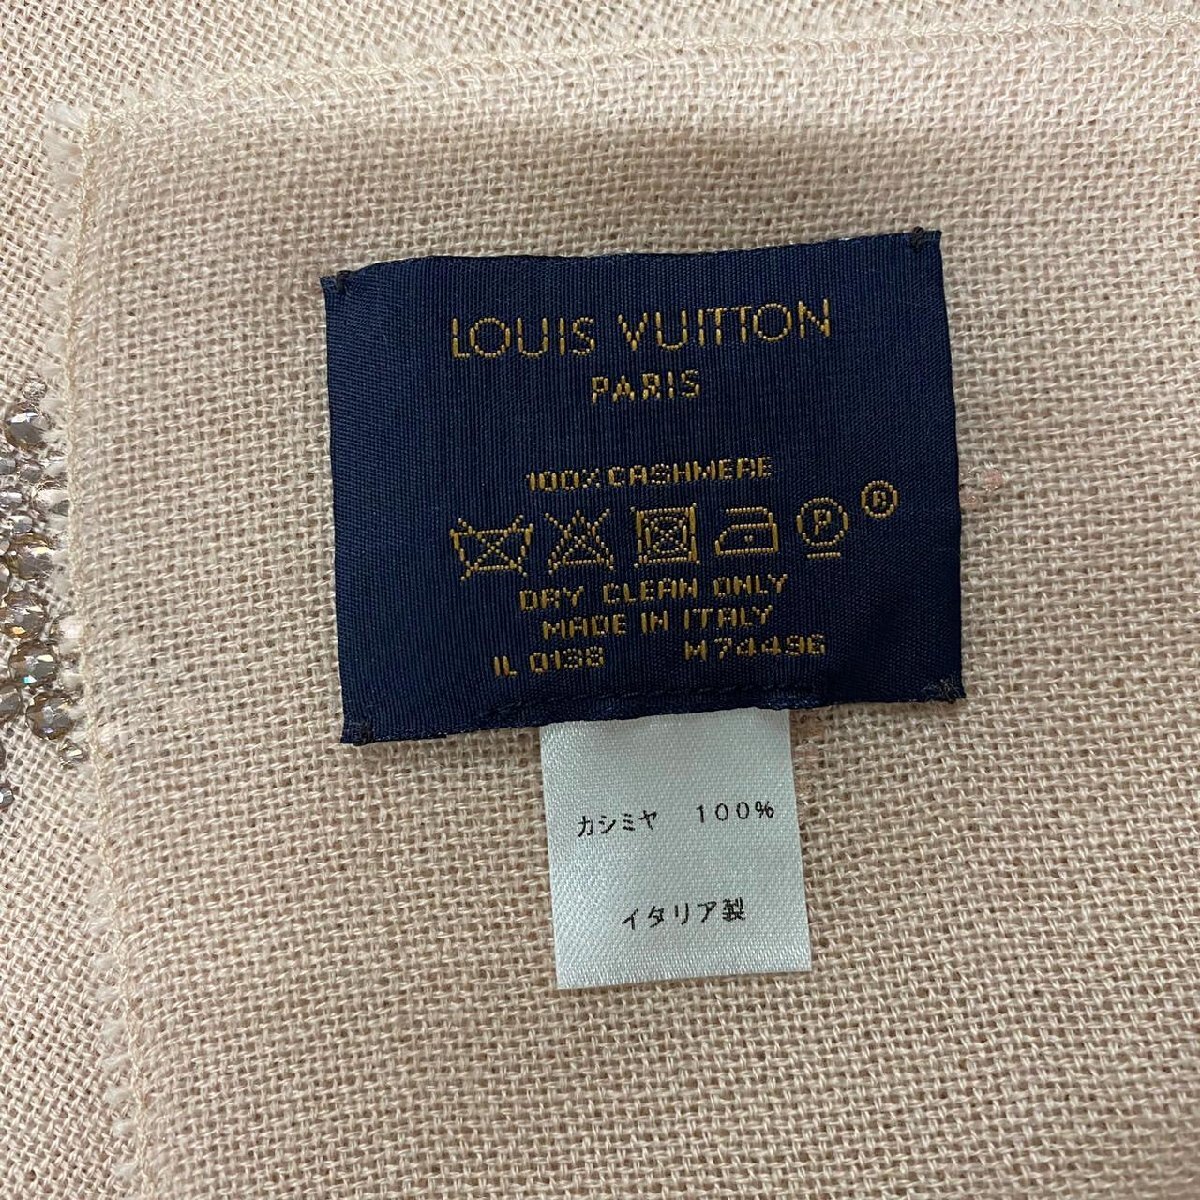 LOUIS VUITTON
PARIS
100% CASHMERE
P
DRY CLEAN ONLY
MADE IN ITALY
IL 0138 M74496
カシミヤ 100%
イタリア製